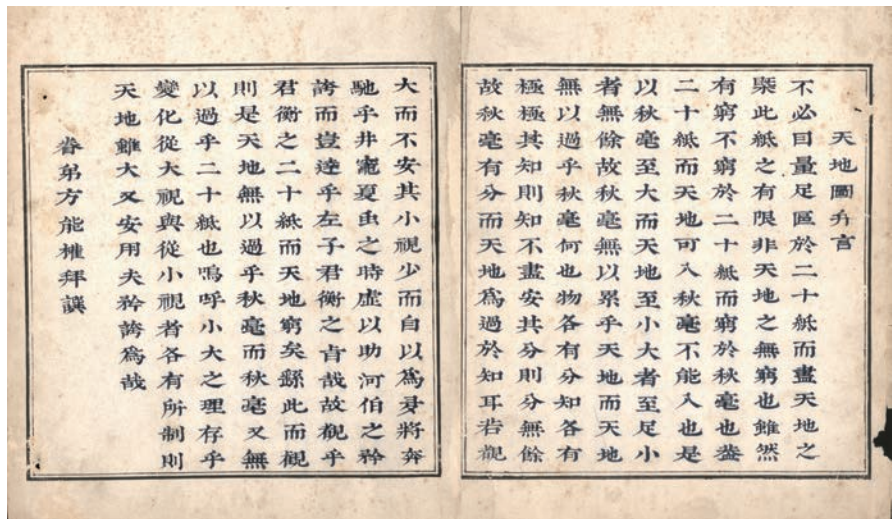 天地圖弁言
不必目量足區於二十紙而盡天地之
槩此紙之有限非天地之無窮也雖然
有窮不窮於二十紙而窮於秋毫也葢
二十紙而天地可入秋毫不能入也是
以秋毫至大而天地至小大者至足小
者無餘故秋毫無以累乎天地而天地
無以過乎秋毫何也物各有分知各有
極極其知則知不盡安其分則分無餘
故秋毫有分而天地為過於知耳若觀
大而不安其小視少而自以為多將奔
馳乎井竈夏虫之時虛以助河伯之矜
誇而豈達乎左子君衡之旨哉故觀乎
君衡之二十紙而天地窮矣繇此而觀
則是天地無以過乎秋毫而秋毫又無
以過乎二十紙也嗚呼小大之理存乎
變化從大視與從小視者各有所制則
天地雖大又安用夫矜誇為哉
眷弟方能權拜譔